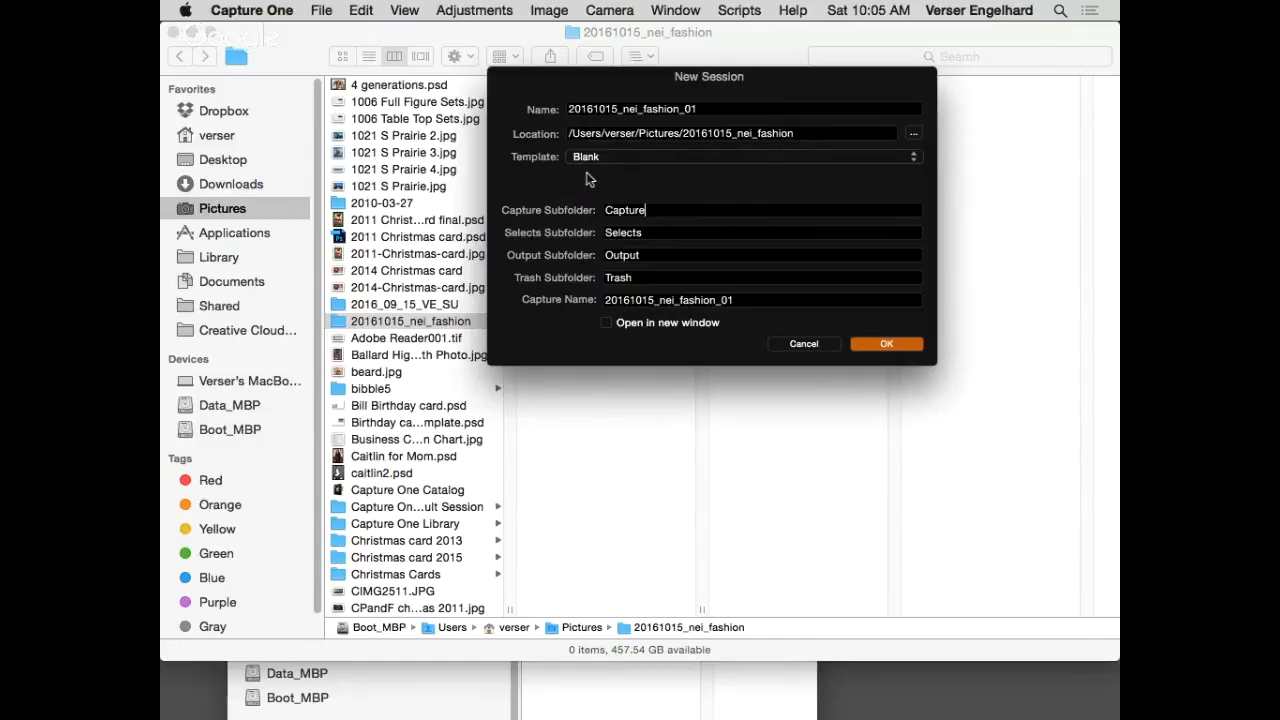 Capture One File Edit View Adjustments Image Camera Window Scripts Help Sat 10:05 AM Verser Engelhard
Google
20161015_nei_fashion
Search
Favorites
Dropbox
verser
Desktop
Downloads
Pictures
Applications
Library
Documents
Shared
Creative Cloud...
Devices
Verser's MacBo...
Data_MBP
Boot_MBP
Tags
Red
Orange
Yellow
Green
Blue
Purple
Gray
4 generations.psd
1006 Full Figure Sets.jpg
1006 Table Top Sets.jpg
1021 S Prairie 2.jpg
1021 S Prairie 3.jpg
1021 S Prairie 4.jpg
1021 S Prairie.jpg
2010-03-27
2011 Christ...rd final.psd
2011 Christmas card.psd
2011-Christmas-card.jpg
2014 Christmas card
2014-Christmas-card.jpg
2016_09_15_VE_SU
20161015_nei_fashion
Adobe Reader001.tif
Ballard Hig...th Photo.jpg
beard.jpg
bibble5
Bill Birthday card.psd
Birthday ca...mplate.psd
Business C...n Chart.jpg
Caitlin for Mom.psd
caitlin2.psd
Capture One Catalog
Capture On...ult Session
Capture One Library
Christmas card 2013
Christmas card 2015
Christmas Cards
CIMG2511.JPG
CPandF ch...as 2011.jpg
New Session
Name: 20161015_nei_fashion_01
Location: /Users/verser/Pictures/20161015_nei_fashion ...
Template: Blank
Capture Subfolder: Capture
Selects Subfolder: Selects
Output Subfolder: Output
Trash Subfolder: Trash
Capture Name: 20161015_nei_fashion_01
Open in new window
Cancel OK
Boot_MBP Users verser Pictures 20161015_nei_fashion
0 items, 457.54 GB available
Data_MBP
Boot_MBP